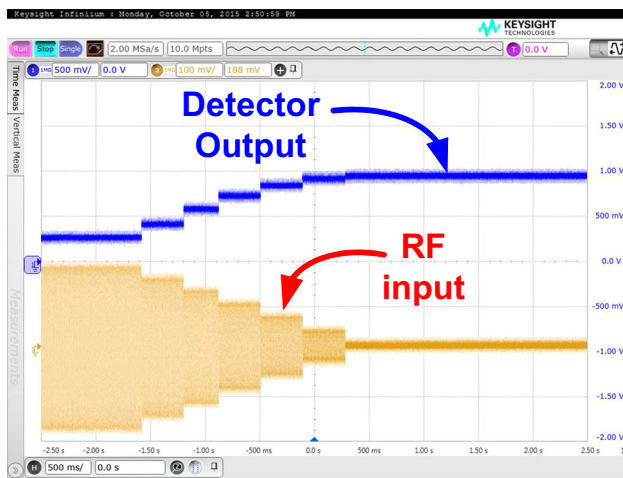 Keysight Infiniium : Monday, October 05, 2015 2:50:59 PM
KEYSIGHT
TECHNOLOGIES
Run Stop Single 2.00 MSa/s 10.0 Mpts T 0.0 V
1 500 mV/ 0.0 V 100 mV/ 188 mV
Time Meas
Vertical Meas
Measurements
Detector
Output
RF
input
2.00 V
1.50 V
1.00 V
500 mV
0.0 V
-500 mV
-1.00 V
-1.50 V
-2.00 V
-2.50 s -2.00 s -1.50 s -1.00 s -500 ms 0.0 s 500 ms 1.00 s 1.50 s 2.00 s 2.50 s
H 500 ms/ 0.0 s